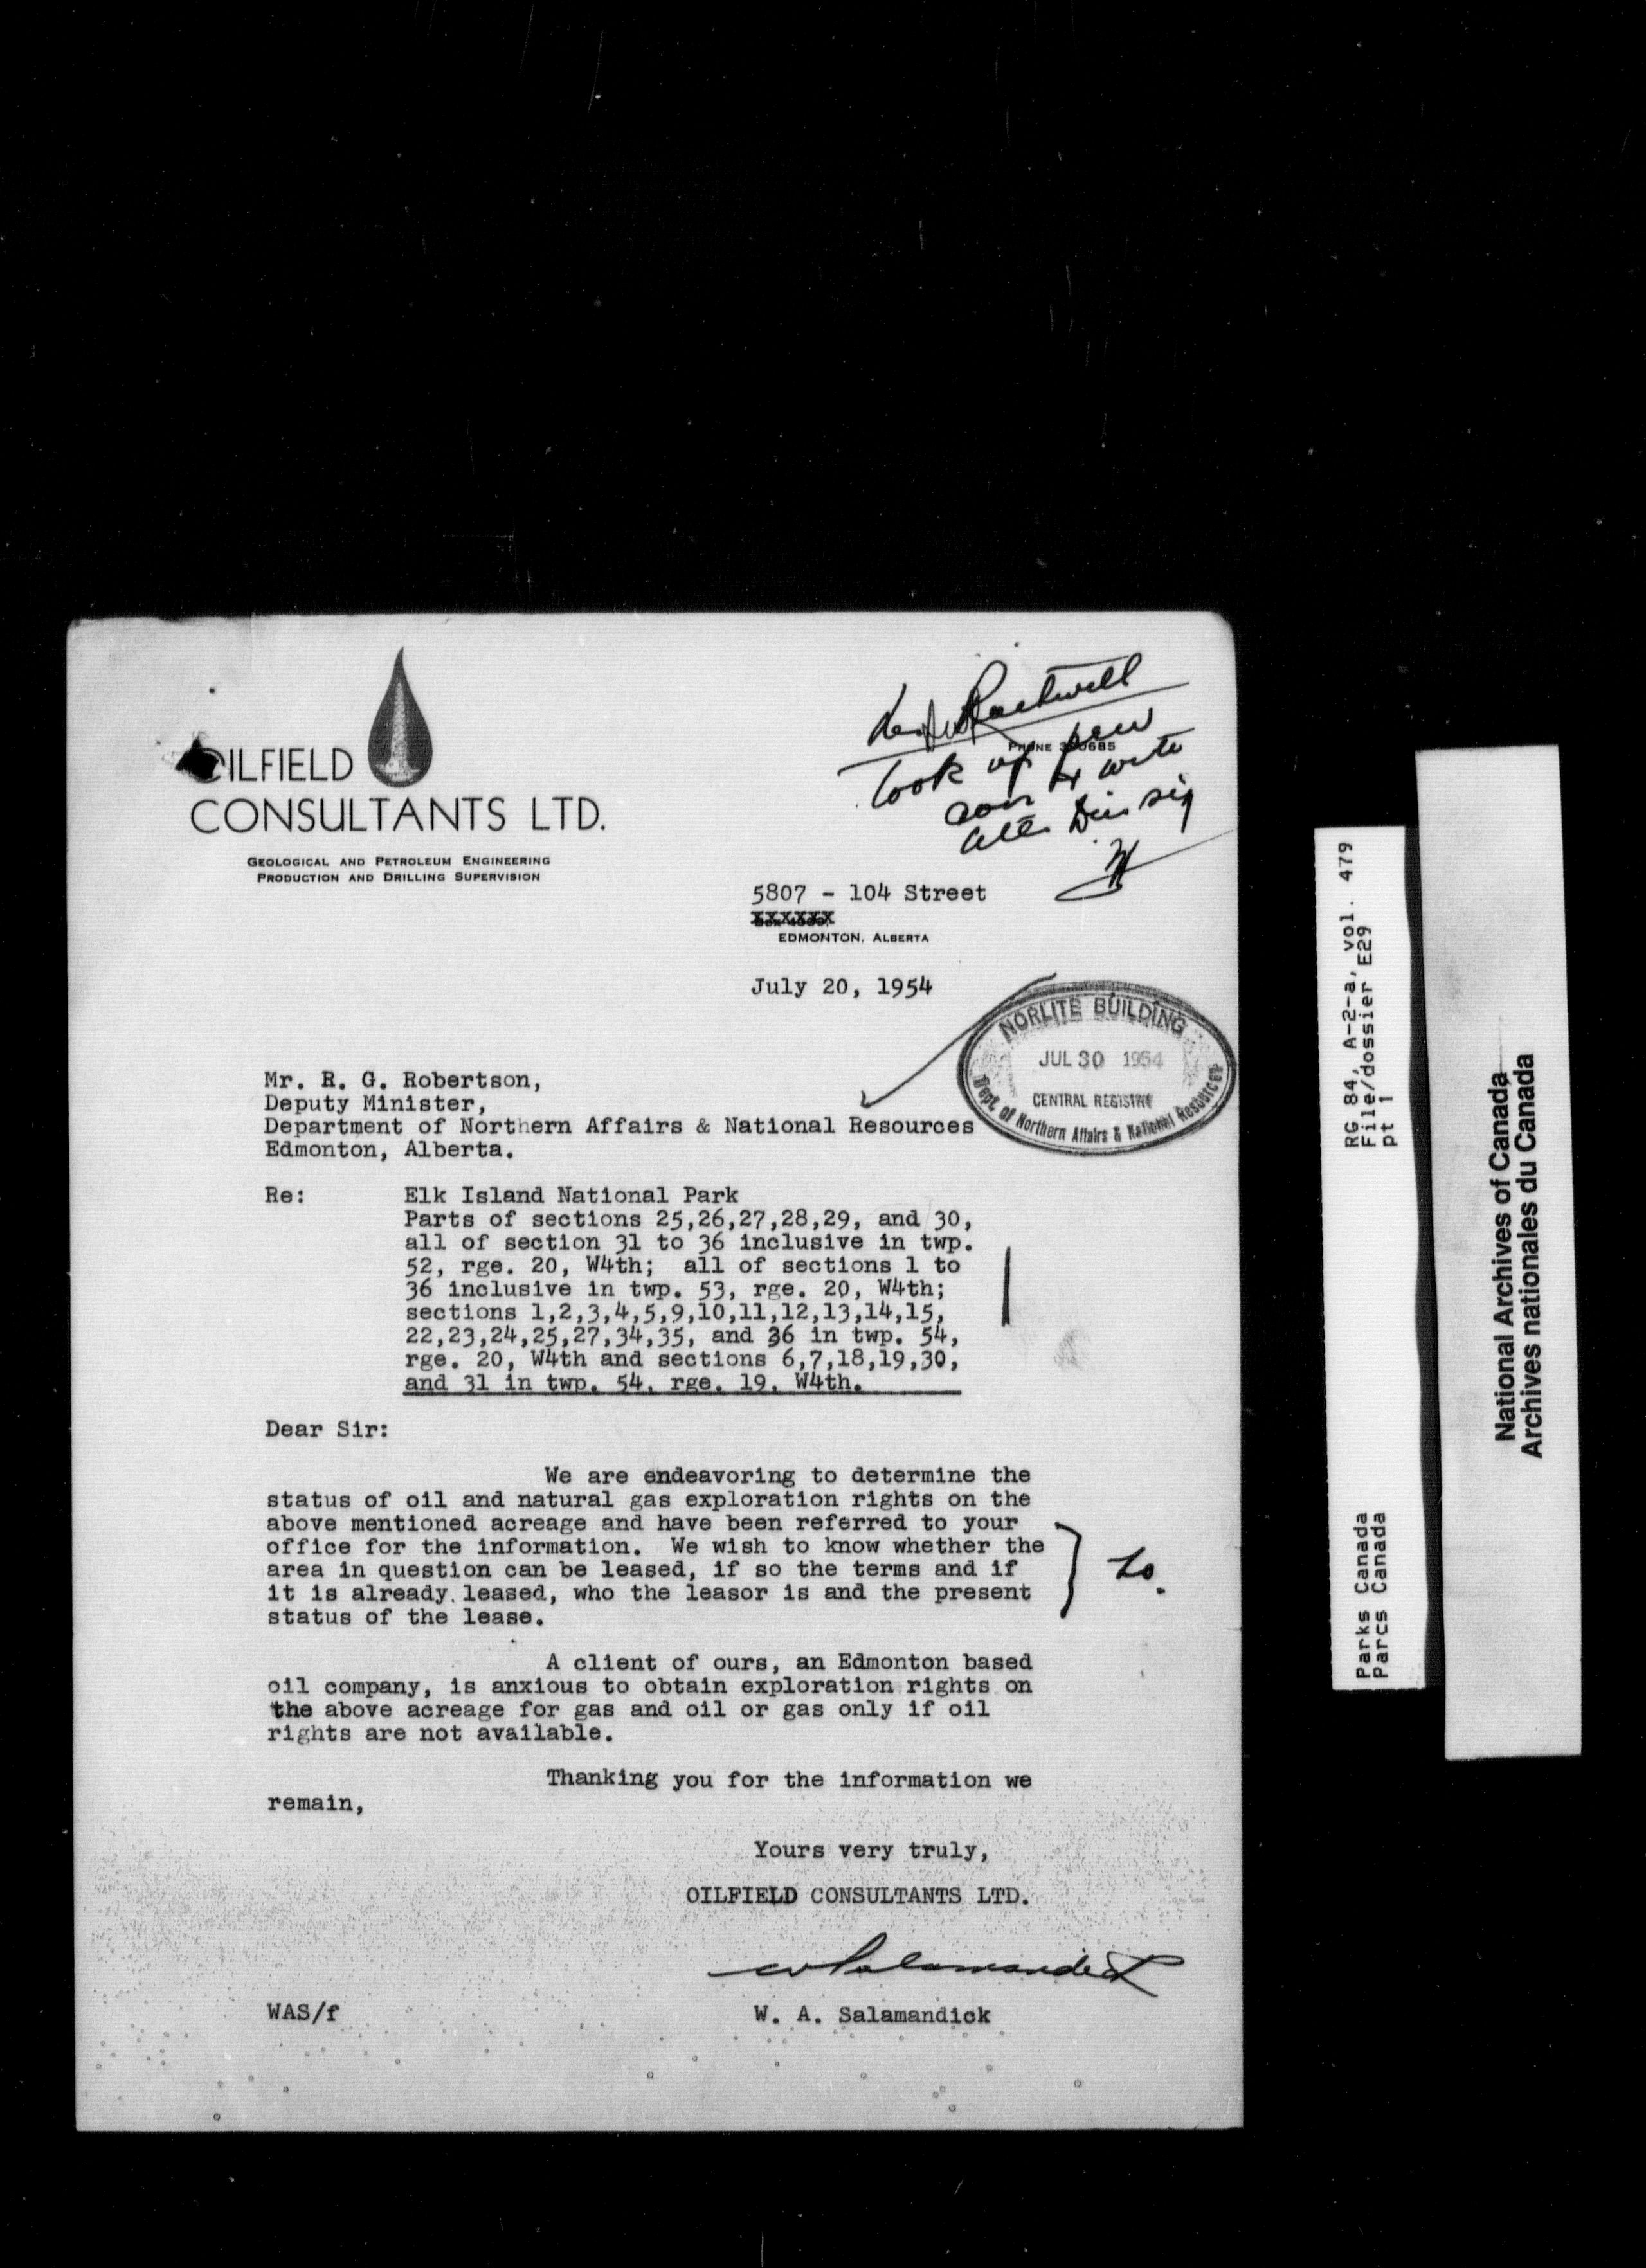 OILFIELD
CONSULTANTS LTD.
GEOLOGICAL AND PETROLEUM ENGINEERING
PRODUCTION AND DRILLING SUPERVISION
PHONE
5807 - 104 Street
EDMONTON, ALBERTA
July 20, 1954
NORLITE BUILDING
JUL 30 1954
CENTRAL REGISTRY
Dept. of Northern Affairs & National Resources
Mr. R. G. Robertson,
Deputy Minister,
Department of Northern Affairs & National Resources
Edmonton, Alberta.
Re: Elk Island National Park
Parts of sections 25,26,27,28,29, and 30,
all of section 31 to 36 inclusive in twp.
52, rge. 20, W4th; all of sections 1 to
36 inclusive in twp. 53, rge. 20, W4th;
sections 1,2,3,4,5,9,10,11,12,13,14,15,
22,23,24,25,27,34,35, and 36 in twp. 54,
rge. 20, W4th and sections 6,7,18,19,30,
and 31 in twp. 54, rge. 19, W4th.
Dear Sir:
We are endeavoring to determine the
status of oil and natural gas exploration rights on the
above mentioned acreage and have been referred to your
office for the information. We wish to know whether the
area in question can be leased, if so the terms and if
it is already leased, who the leasor is and the present
status of the lease.
A client of ours, an Edmonton based
oil company, is anxious to obtain exploration rights on
the above acreage for gas and oil or gas only if oil
rights are not available.
Thanking you for the information we
remain,
Yours very truly,
OILFIELD CONSULTANTS LTD.
WAS/f W. A. Salamandick
RG 84, A-2-a, vol. 479
File/dossier E29
pt 1
Parks Canada
Parcs Canada
National Archives of Canada
Archives nationales du Canada